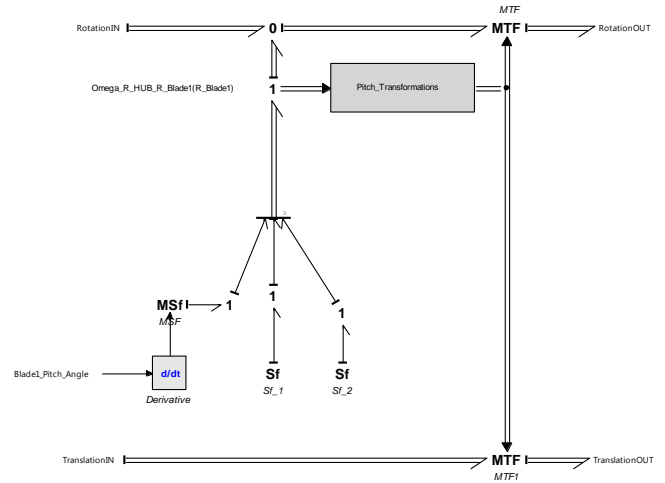 MTF
RotationIN
0
MTF
RotationOUT
Omega_R_HUB_R_Blade1(R_Blade1)
1
Pitch_Transformations
3
MSf
1
1
1
MSF
Blade1_Pitch_Angle
d/dt
Sf
Sf
Derivative
Sf_1
Sf_2
TranslationIN
MTF
TranslationOUT
MTF1